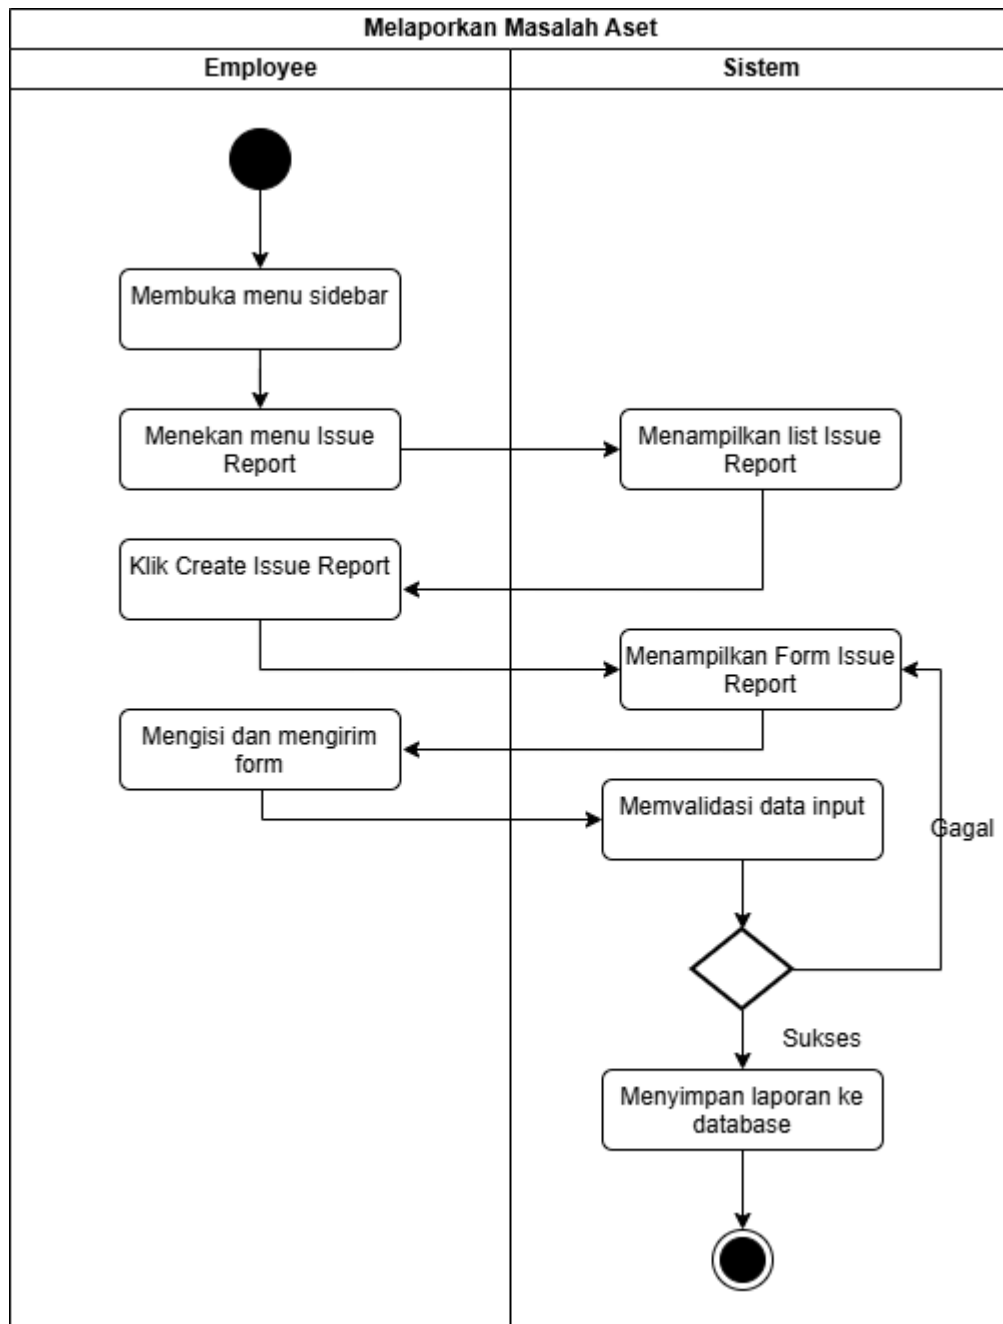 Melaporkan Masalah Aset
Employee
Sistem
Membuka menu sidebar
Menekan menu Issue
Report
Menampilkan list Issue
Report
Klik Create Issue Report
Menampilkan Form Issue
Report
Mengisi dan mengirim
form
Memvalidasi data input
Gagal
Sukses
Menyimpan laporan ke
database